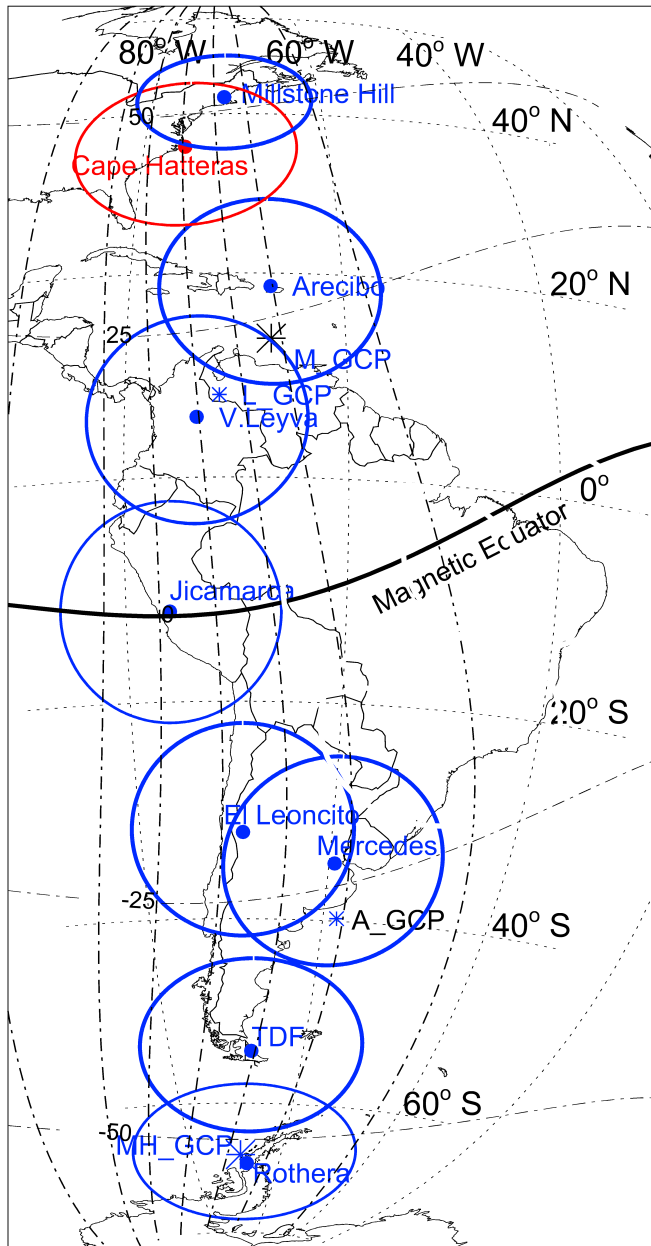 80° W 60° W 40° W
Millstone Hill
50
40° N
Cape Hatteras
Arecibo
20° N
25
M_GCP
L_GCP
V.Leyva
0°
Magnetic Equator
Jicamarca
0
20° S
El Leoncito
Mercedes
-25
A_GCP
40° S
TDF
60° S
-50
MH_GCP
Rothera